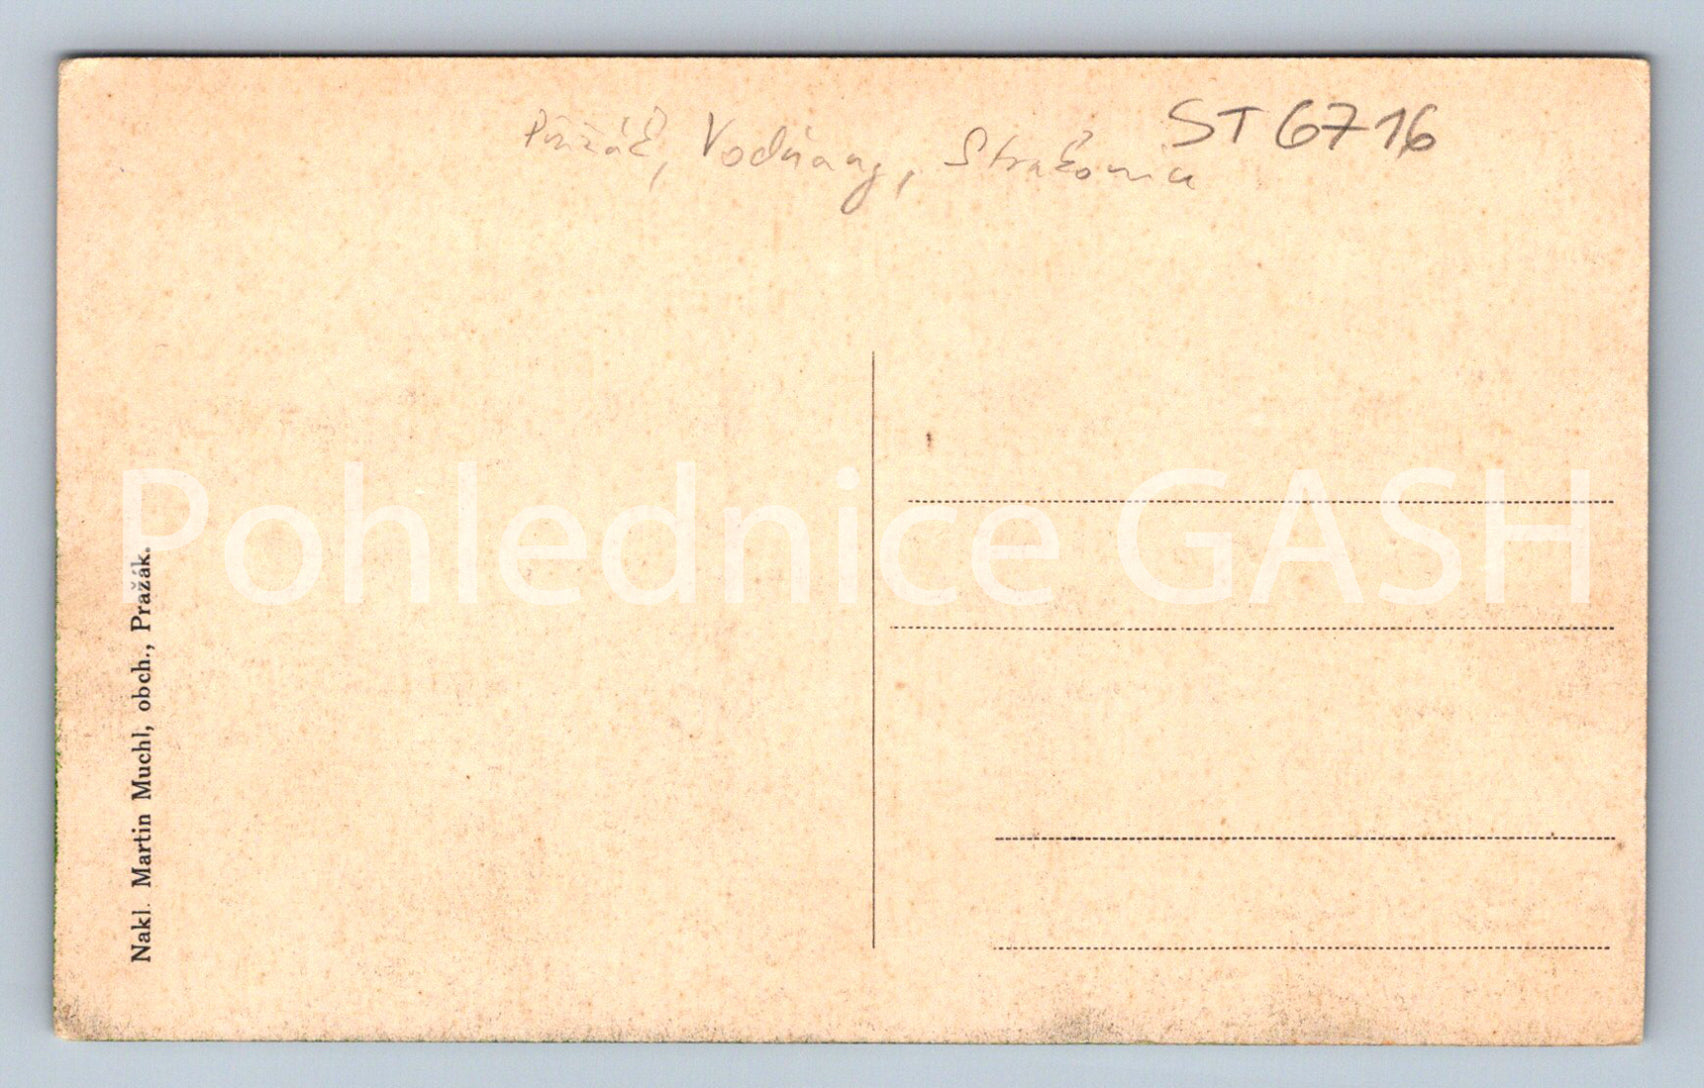 ST 6716
Pražák, Vodňany, Strakonice
Pohlednice GASH
Nakl. Martin Muchl, obch., Pražák.